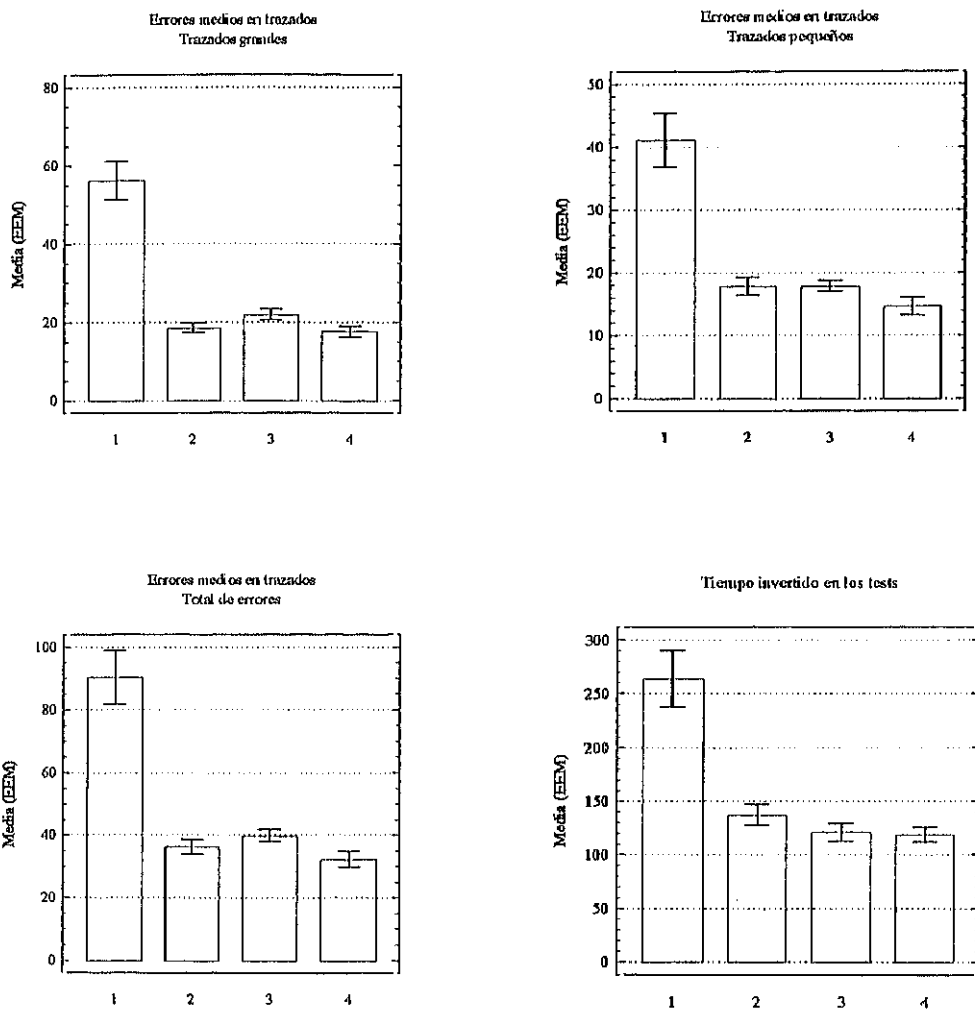 Errores medios en trazados
Trazados grandes
Media (EEM)
80
60
40
20
0
1 2 3 4
Errores medios en trazados
Trazados pequeños
Media (EEM)
50
40
30
20
10
0
1 2 3 4
Errores medios en trazados
Total de errores
Media (EEM)
100
80
60
40
20
0
1 2 3 4
Tiempo invertido en los tests
Media (EEM)
300
250
200
150
100
50
0
1 2 3 4